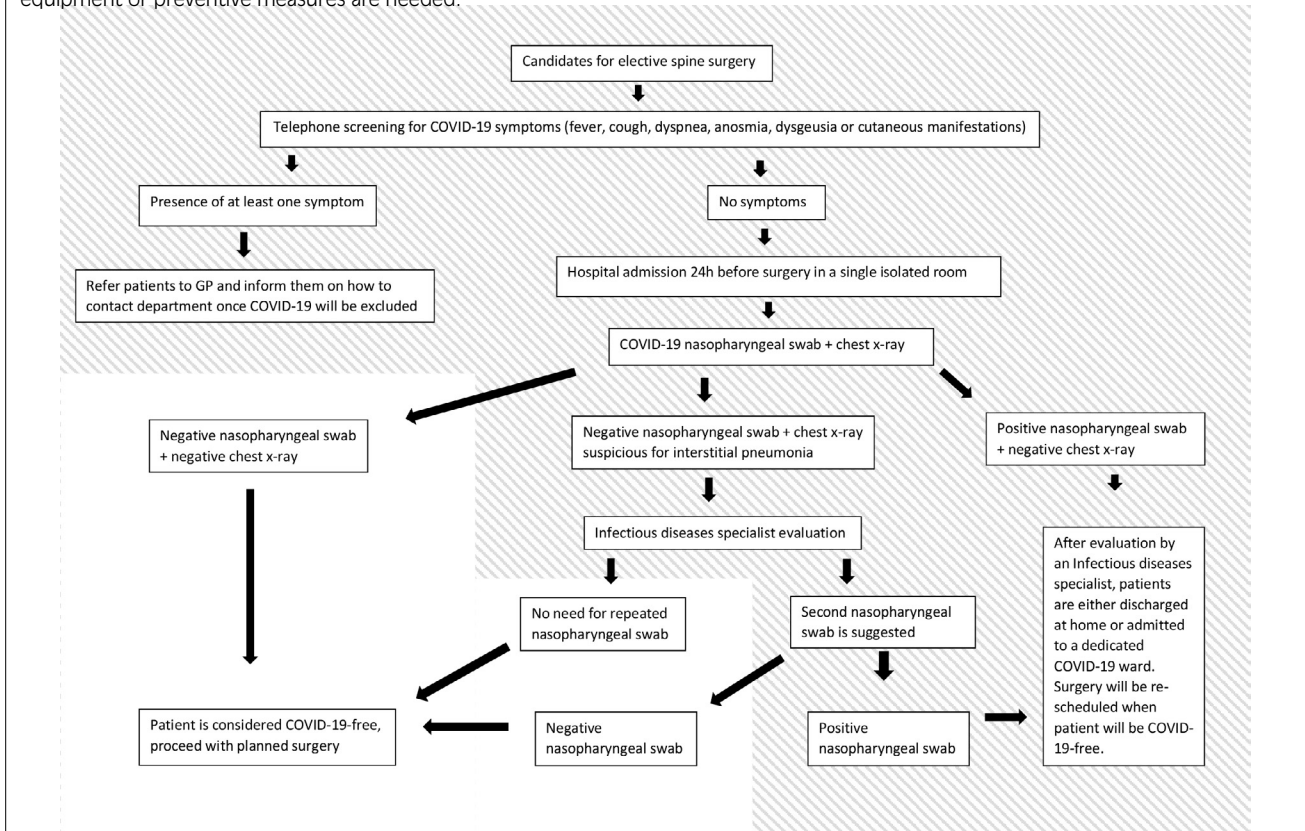 equipment or preventive measures are needed.
Candidates for elective spine surgery
Telephone screening for COVID-19 symptoms (fever, cough, dyspnea, anosmia, dysgeusia or cutaneous manifestations)
Presence of at least one symptom
No symptoms
Refer patients to GP and inform them on how to
contact department once COVID-19 will be excluded
Hospital admission 24h before surgery in a single isolated room
COVID-19 nasopharyngeal swab + chest x-ray
Negative nasopharyngeal swab
+ negative chest x-ray
Negative nasopharyngeal swab + chest x-ray
suspicious for interstitial pneumonia
Positive nasopharyngeal swab
+ negative chest x-ray
Infectious diseases specialist evaluation
No need for repeated
nasopharyngeal swab
Second nasopharyngeal
swab is suggested
After evaluation by
an Infectious diseases
specialist, patients
are either discharged
at home or admitted
to a dedicated
COVID-19 ward.
Surgery will be re-
scheduled when
patient will be COVID-
19-free.
Patient is considered COVID-19-free,
proceed with planned surgery
Negative
nasopharyngeal swab
Positive
nasopharyngeal swab